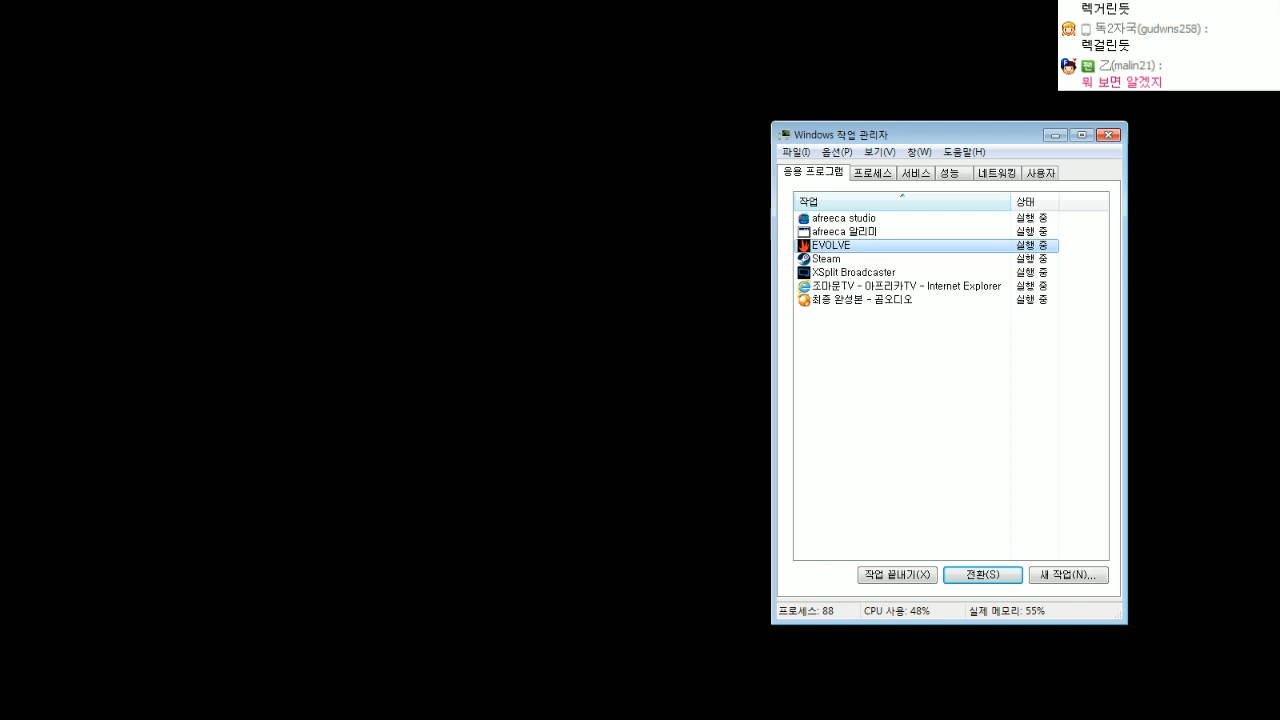 렉거린듯
독2자국(gudwns258) :
렉걸린듯
팬 乙(malin21) :
뭐 보면 알겠지
Windows 작업 관리자
파일(I) 옵션(P) 보기(V) 창(W) 도움말(H)
응용 프로그램 프로세스 서비스 성능 네트워킹 사용자
작업 상태
afreeca studio 실행 중
afreeca 알리미 실행 중
EVOLVE 실행 중
Steam 실행 중
XSplit Broadcaster 실행 중
조마문TV - 아프리카TV - Internet Explorer 실행 중
최종 완성본 - 곰오디오 실행 중
작업 끝내기(X) 전환(S) 새 작업(N)...
프로세스: 88 CPU 사용: 48% 실제 메모리: 55%